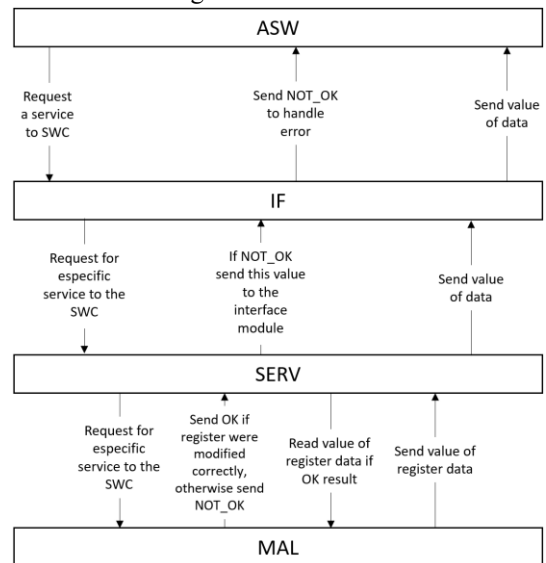 ASW
Request
a service
to SWC
Send NOT_OK
to handle
error
Send value
of data
IF
Request for
especific
service to the
SWC
If NOT_OK
send this value
to the
interface
module
Send value
of data
SERV
Request for
especific
service to the
SWC
Send OK if
register were
modified
correctly,
otherwise send
NOT_OK
Read value of
register data if
OK result
Send value of
register data
MAL